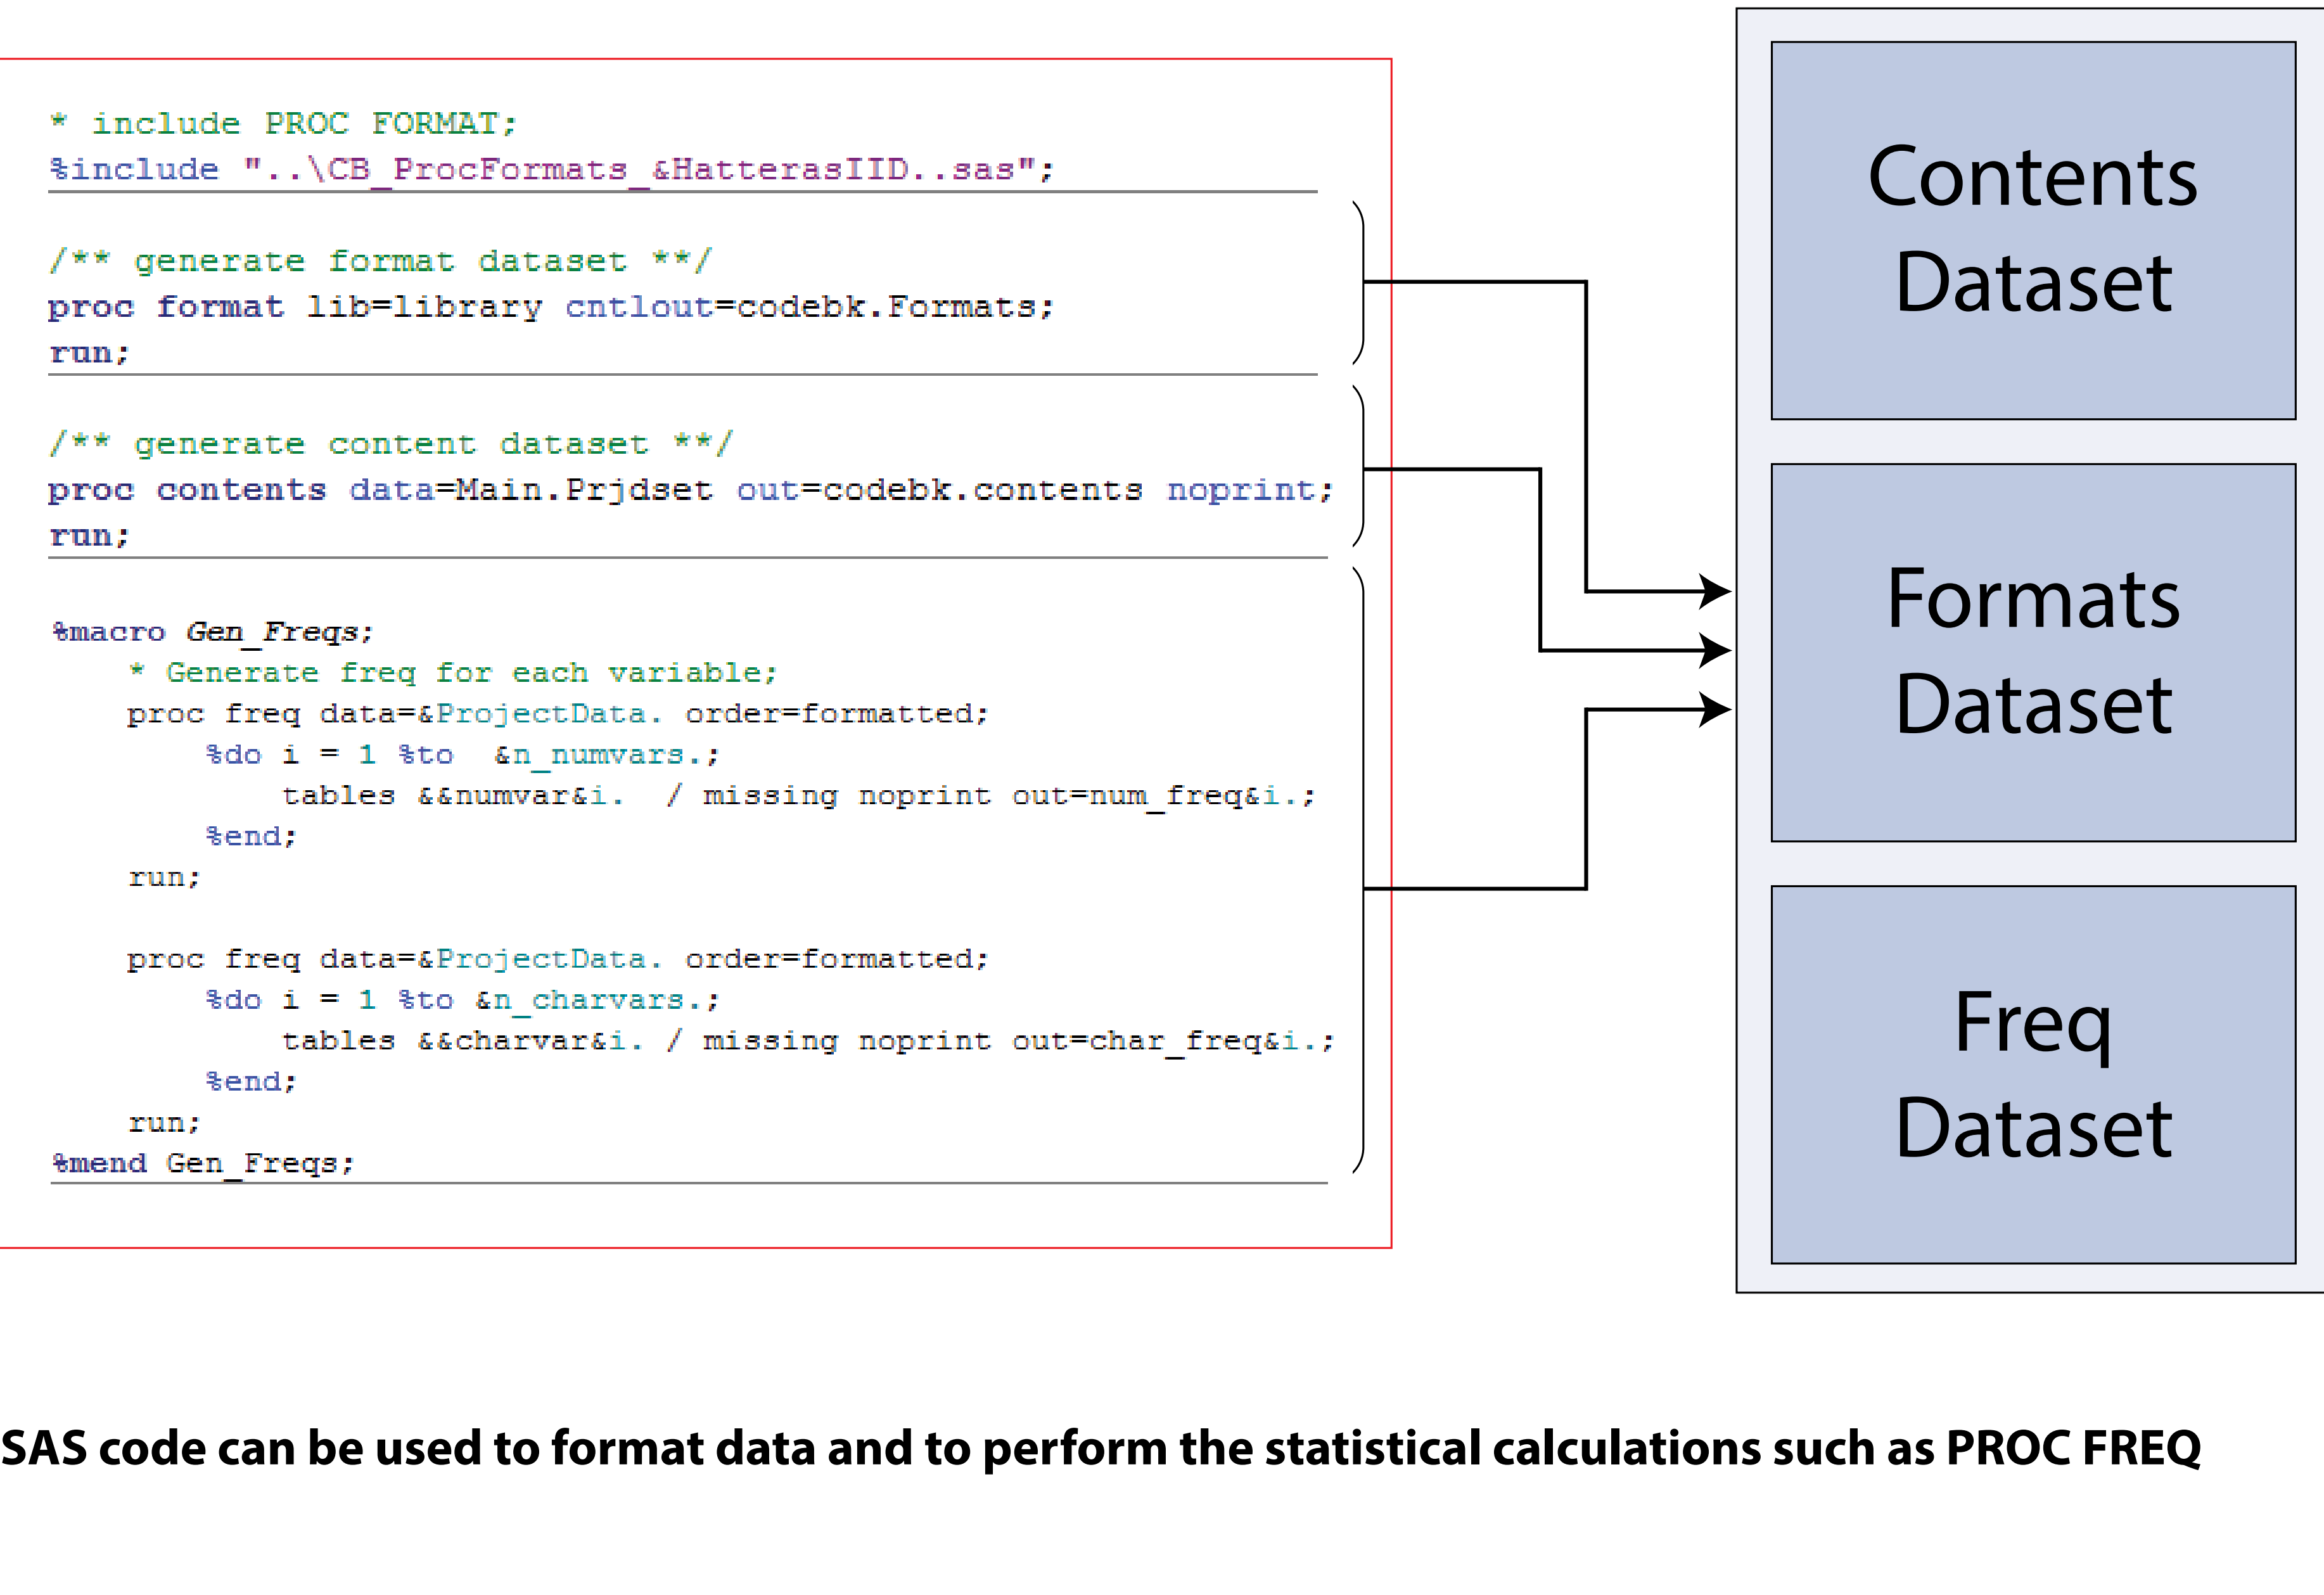 * include PROC FORMAT;
%include "..\CB_ProcFormats_&HatterasIID..sas";
/** generate format dataset **/
proc format lib=library cntlout=codebk.Formats;
run;
/** generate content dataset **/
proc contents data=Main.Prjdset out=codebk.contents noprint;
run;
%macro Gen_Freqs;
* Generate freq for each variable;
proc freq data=&ProjectData. order=formatted;
%do i = 1 %to  &n_numvars.;
tables &&numvar&i.  / missing noprint out=num_freq&i.;
%end;
run;
proc freq data=&ProjectData. order=formatted;
%do i = 1 %to &n_charvars.;
tables &&charvar&i. / missing noprint out=char_freq&i.;
%end;
run;
%mend Gen_Freqs;
Contents
Dataset
Formats
Dataset
Freq
Dataset
SAS code can be used to format data and to perform the statistical calculations such as PROC FREQ